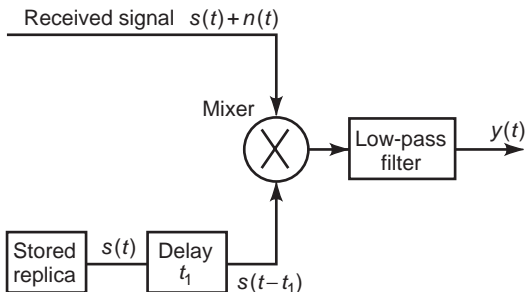 Received signal s(t)+n(t)
Mixer
Low-pass
filter
y(t)
Stored
replica
s(t)
Delay
t₁
s(t–t₁)